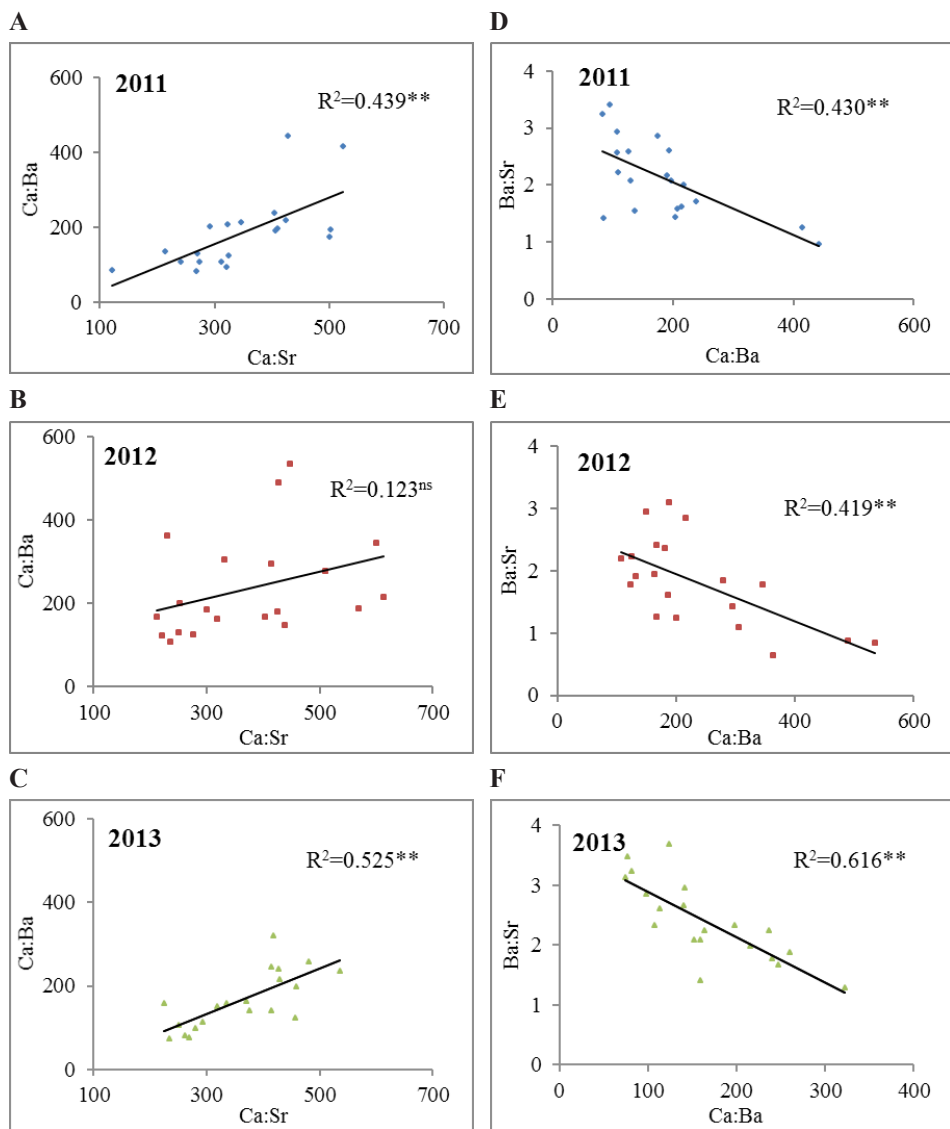 A
2011
R²=0.439**
600
400
200
0
Ca:Ba
100 300 500 700
Ca:Sr
D
2011
R²=0.430**
4
3
2
1
0
Ba:Sr
0 200 400 600
Ca:Ba
B
2012
R²=0.123ⁿˢ
600
400
200
0
Ca:Ba
100 300 500 700
Ca:Sr
E
2012
R²=0.419**
4
3
2
1
0
Ba:Sr
0 200 400 600
Ca:Ba
C
2013
R²=0.525**
600
400
200
0
Ca:Ba
100 300 500 700
Ca:Sr
F
2013
R²=0.616**
4
3
2
1
0
Ba:Sr
0 100 200 300 400
Ca:Ba